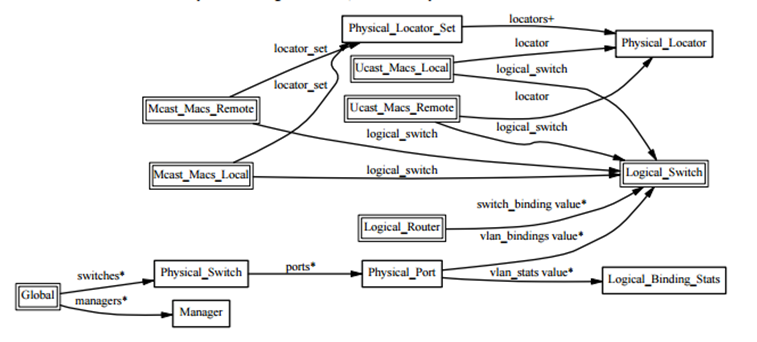 Physical_Locator_Set
locators+
Physical_Locator
locator_set
locator
Ucast_Macs_Local
logical_switch
locator_set
Mcast_Macs_Remote
Ucast_Macs_Remote
locator
logical_switch
logical_switch
Mcast_Macs_Local
logical_switch
Logical_Switch
switch_binding value*
Logical_Router
vlan_bindings value*
switches*
Physical_Switch
ports*
Physical_Port
vlan_stats value*
Logical_Binding_Stats
Global
managers*
Manager